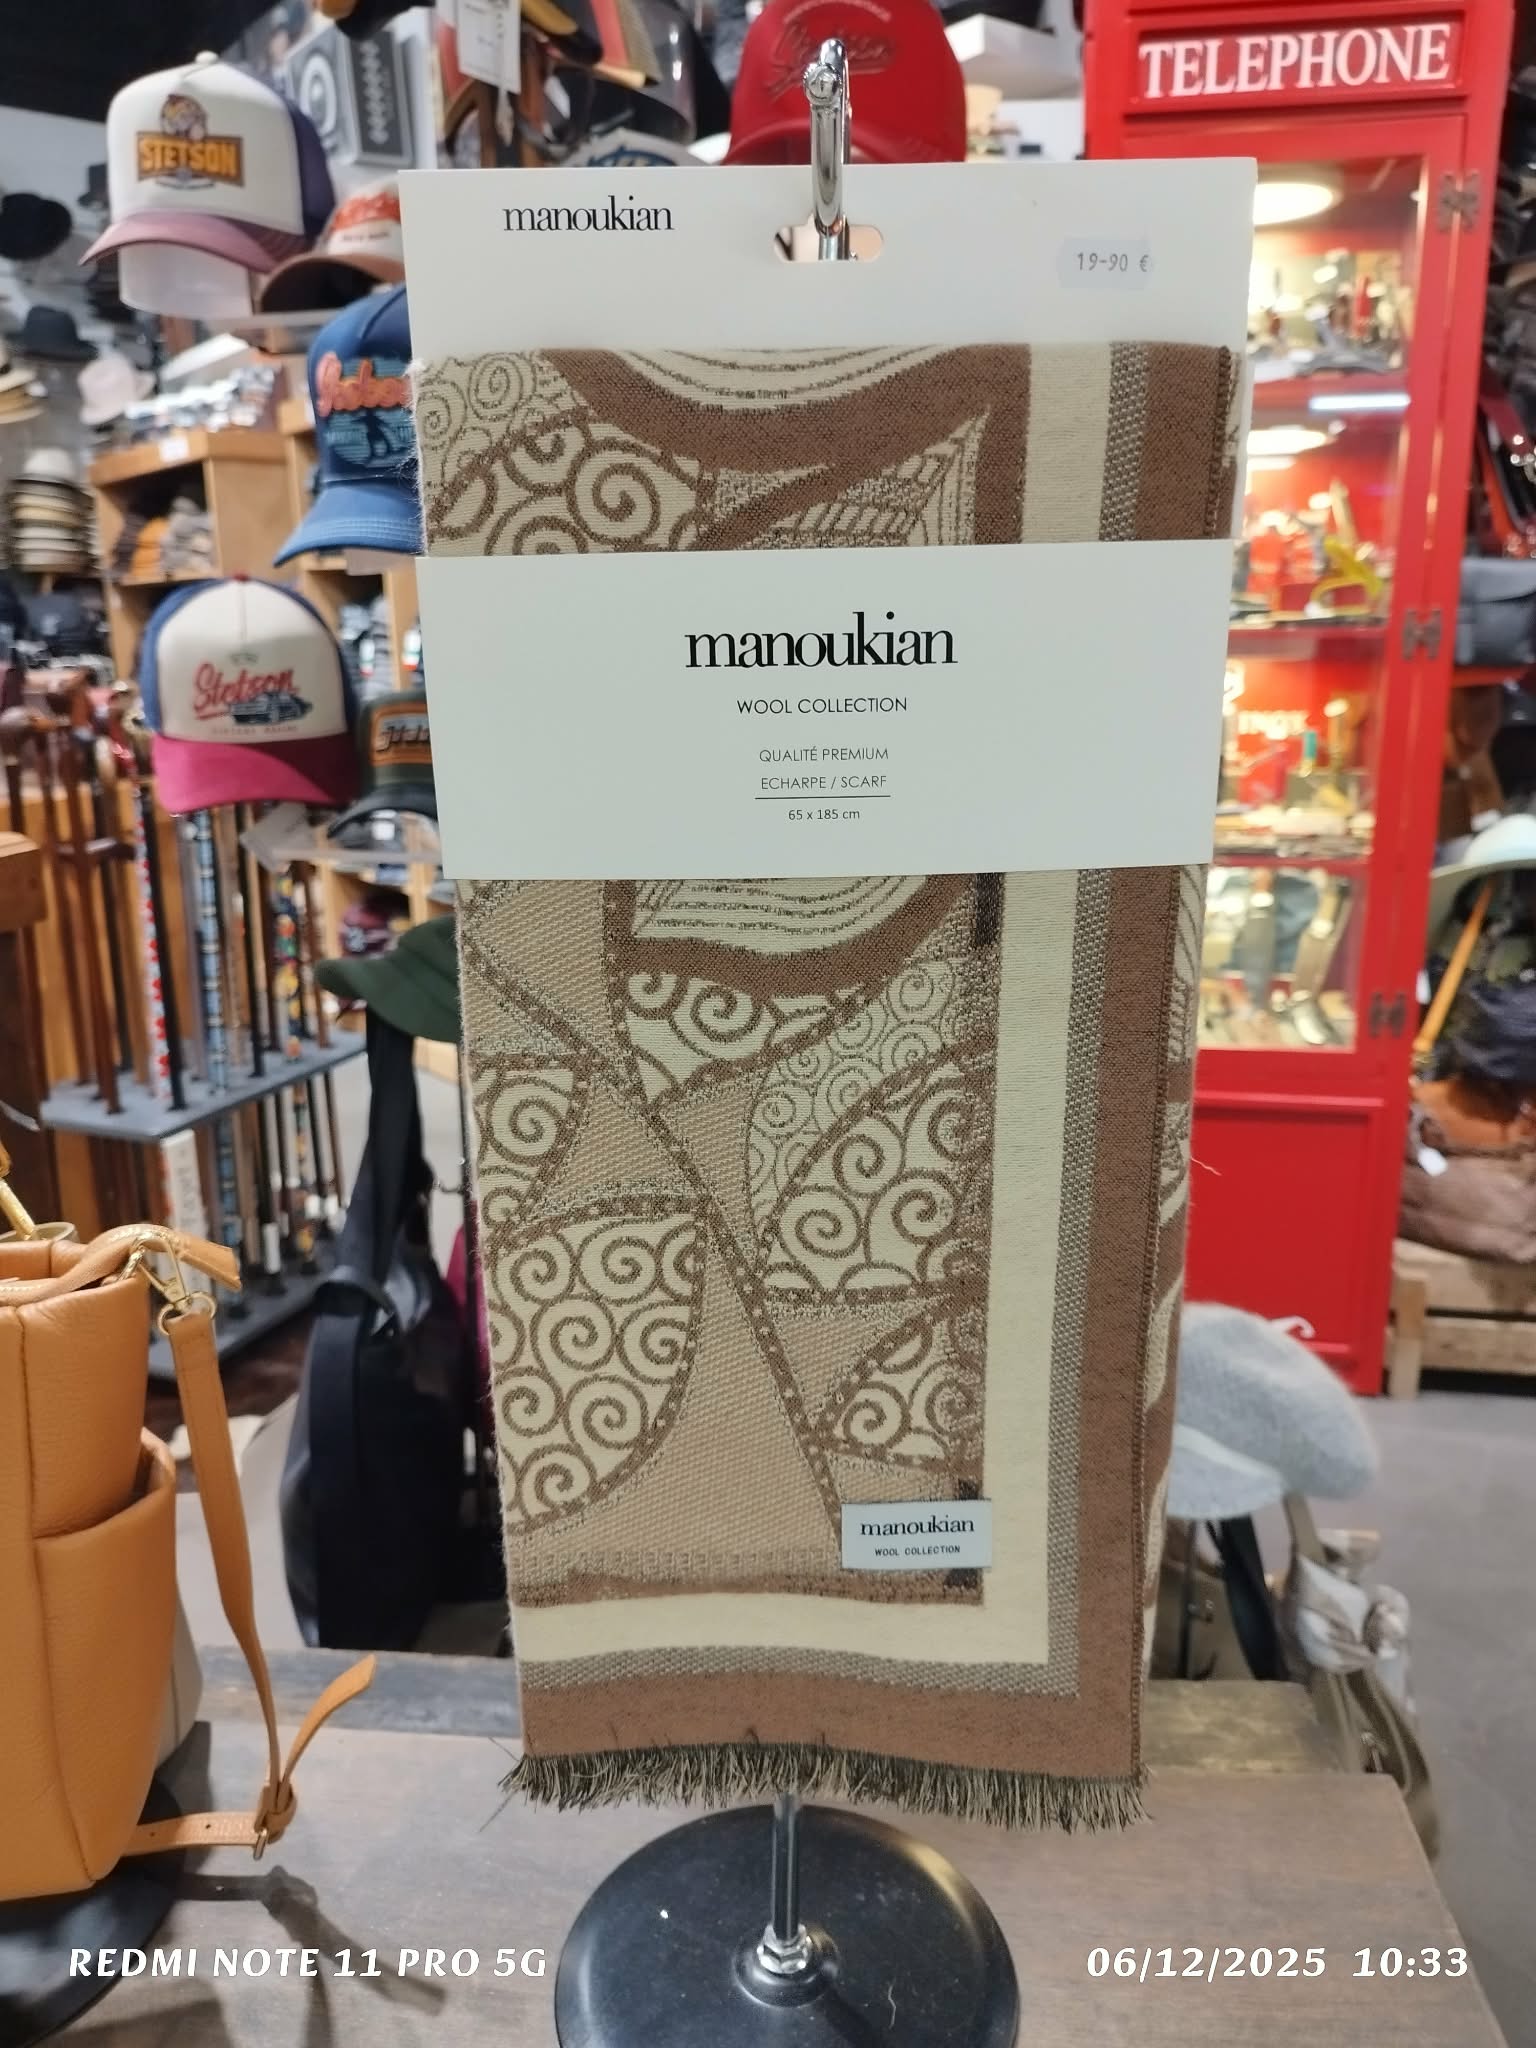 TELEPHONE
STETSON
manoukian
19-90 €
manoukian
WOOL COLLECTION
QUALITÉ PREMIUM
ECHARPE / SCARF
65 x 185 cm
Stetson
manoukian
WOOL COLLECTION
REDMI NOTE 11 PRO 5G
06/12/2025 10:33